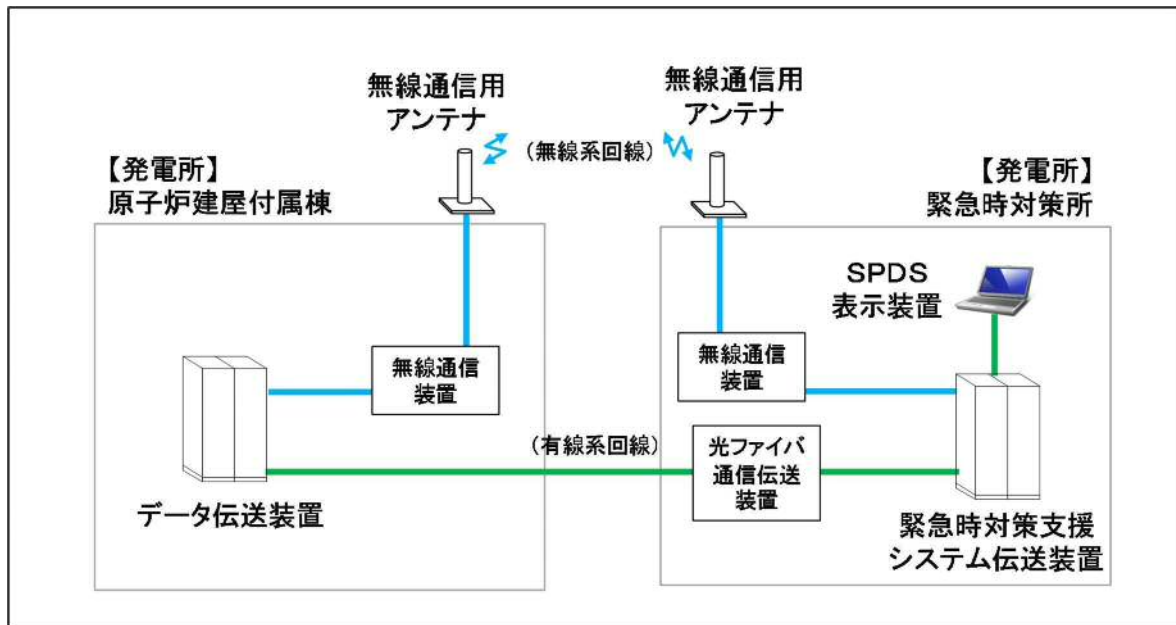 無線通信用
アンテナ
無線通信用
アンテナ
(無線系回線)
【発電所】
原子炉建屋付属棟
【発電所】
緊急時対策所
SPDS
表示装置
無線通信
装置
無線通信
装置
(有線系回線)
光ファイバ
通信伝送
装置
データ伝送装置
緊急時対策支援
システム伝送装置